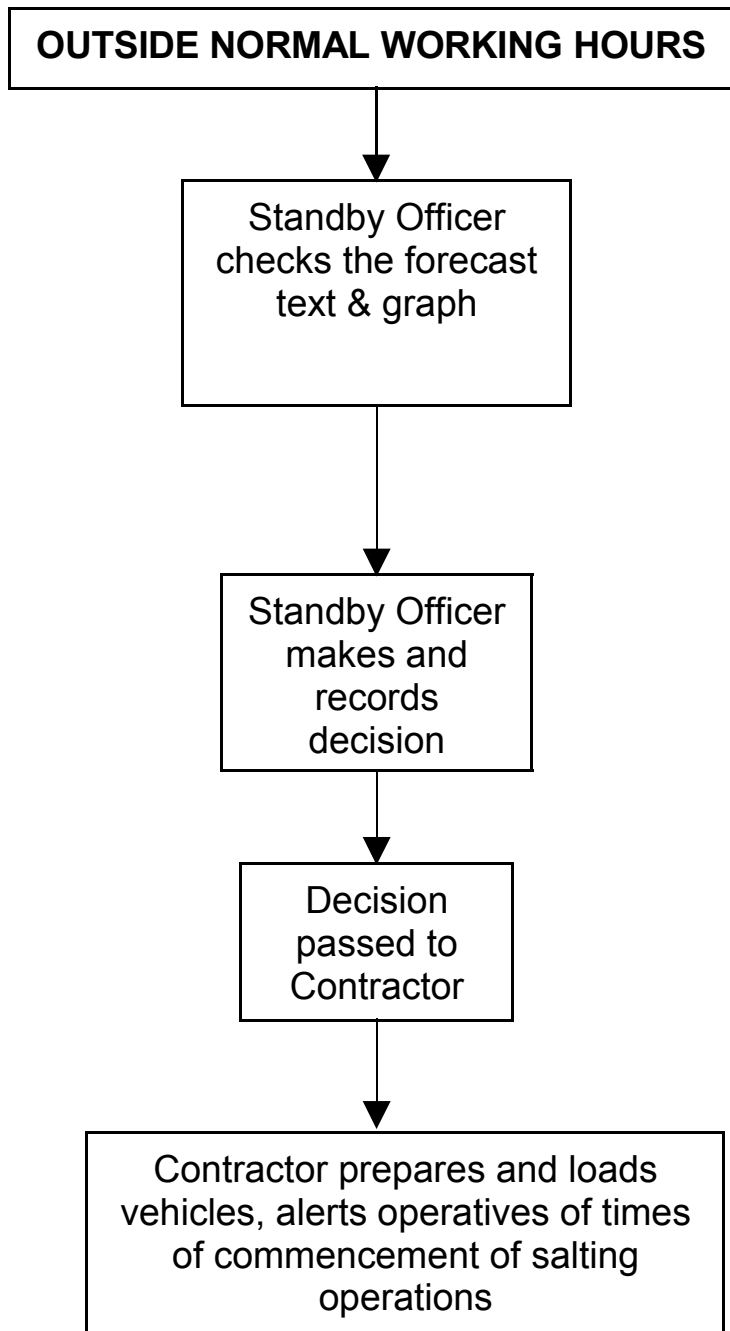 OUTSIDE NORMAL WORKING HOURS
Standby Officer
checks the forecast
text & graph
Standby Officer
makes and
records
decision
Decision
passed to
Contractor
Contractor prepares and loads
vehicles, alerts operatives of times
of commencement of salting
operations